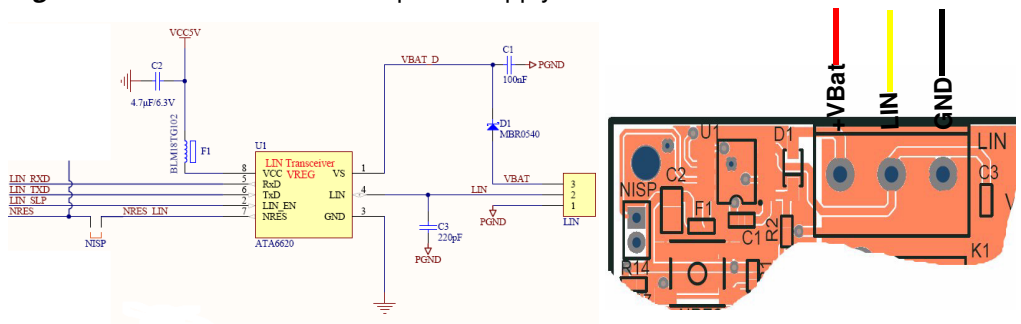 VCC5V
C2
4.7µF/6.3V
BLM18TG102
F1
U1
LIN Transceiver
VREG
8
VCC
5
RxD
6
TxD
2
LIN_EN
7
NRES
VS
1
LIN
4
GND
3
ATA6620
LIN_RXD
LIN_TXD
LIN_SLP
NRES
NRES_LIN
NISP
VBAT_D
C1
100nF
PGND
D1
MBR0540
VBAT
LIN
PGND
3
2
1
LIN
C3
220pF
PGND
+VBat
LIN
GND
U1
D1
LIN
C2
C3
NISP
F1
C1
R2
K1
R14